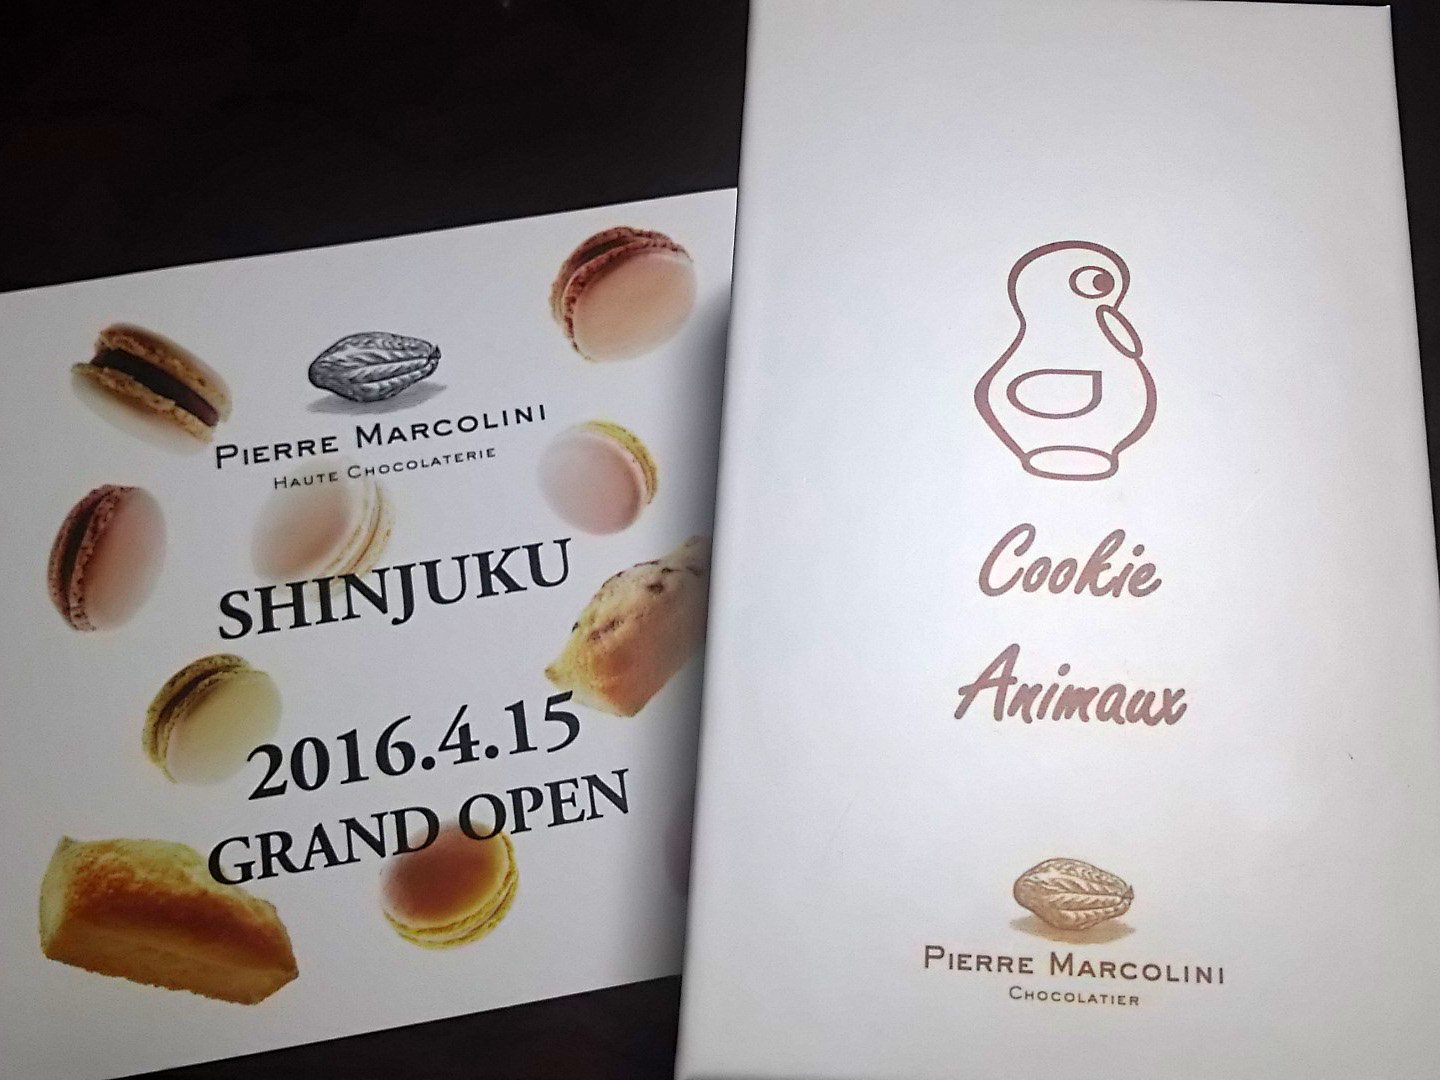 PIERRE MARCOLINI
HAUTE CHOCOLATERIE
SHINJUKU
2016.4.15
GRAND OPEN
Cookie
Animaux
PIERRE MARCOLINI
CHOCOLATIER